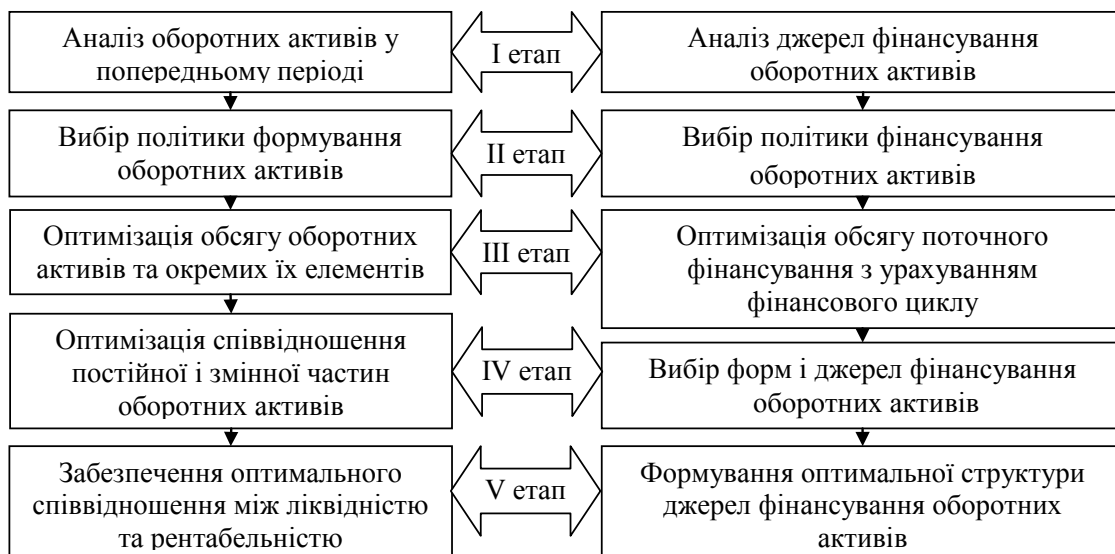 Аналіз оборотних активів у
попередньому періоді
І етап
Аналіз джерел фінансування
оборотних активів
Вибір політики формування
оборотних активів
ІІ етап
Вибір політики фінансування
оборотних активів
Оптимізація обсягу оборотних
активів та окремих їх елементів
ІІІ етап
Оптимізація обсягу поточного
фінансування з урахуванням
фінансового циклу
Оптимізація співвідношення
постійної і змінної частин
оборотних активів
ІV етап
Вибір форм і джерел фінансування
оборотних активів
Забезпечення оптимального
співвідношення між ліквідністю
та рентабельністю
V етап
Формування оптимальної структури
джерел фінансування оборотних
активів